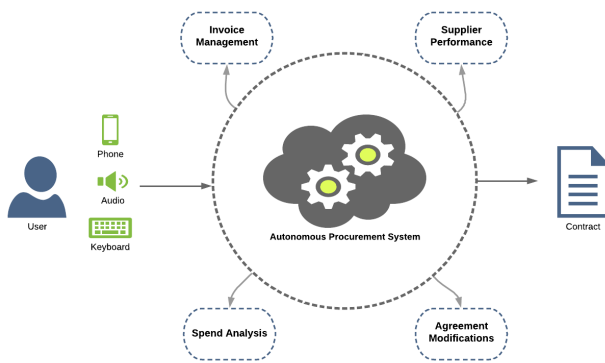 Invoice
Management
Supplier
Performance
Phone
Audio
Keyboard
User
Autonomous Procurement System
Contract
Spend Analysis
Agreement
Modifications